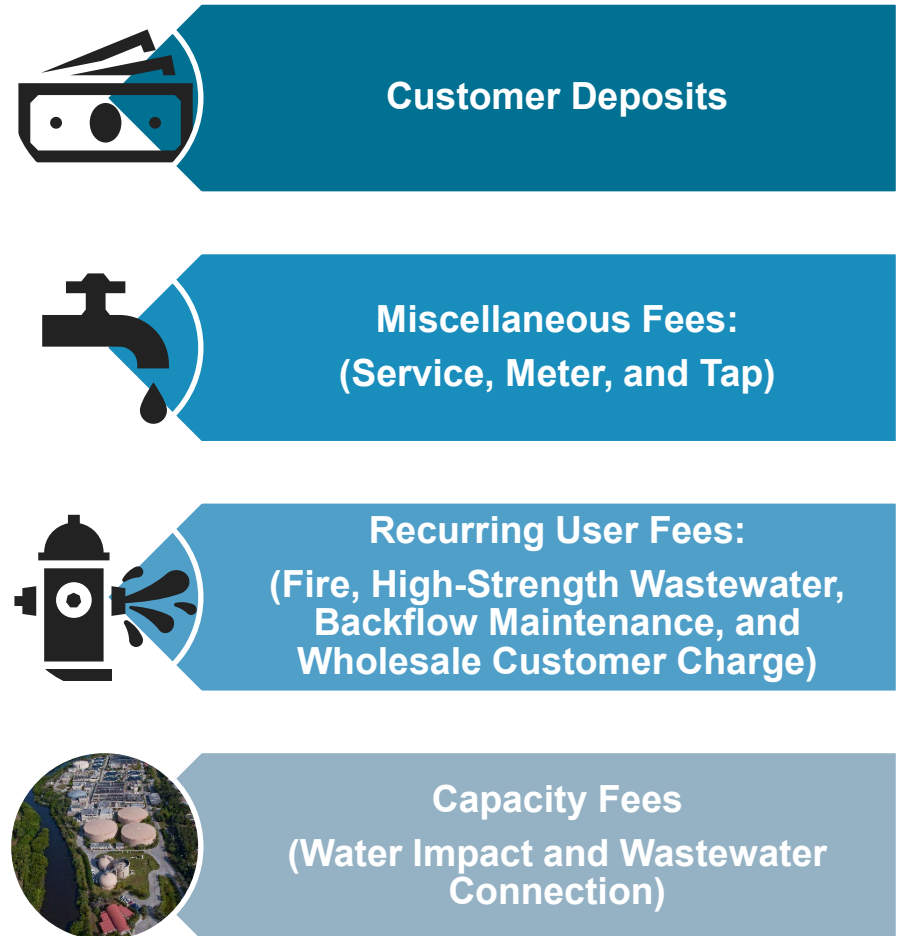 Customer Deposits
Miscellaneous Fees:
(Service, Meter, and Tap)
Recurring User Fees:
(Fire, High-Strength Wastewater,
Backflow Maintenance, and
Wholesale Customer Charge)
Capacity Fees
(Water Impact and Wastewater
Connection)